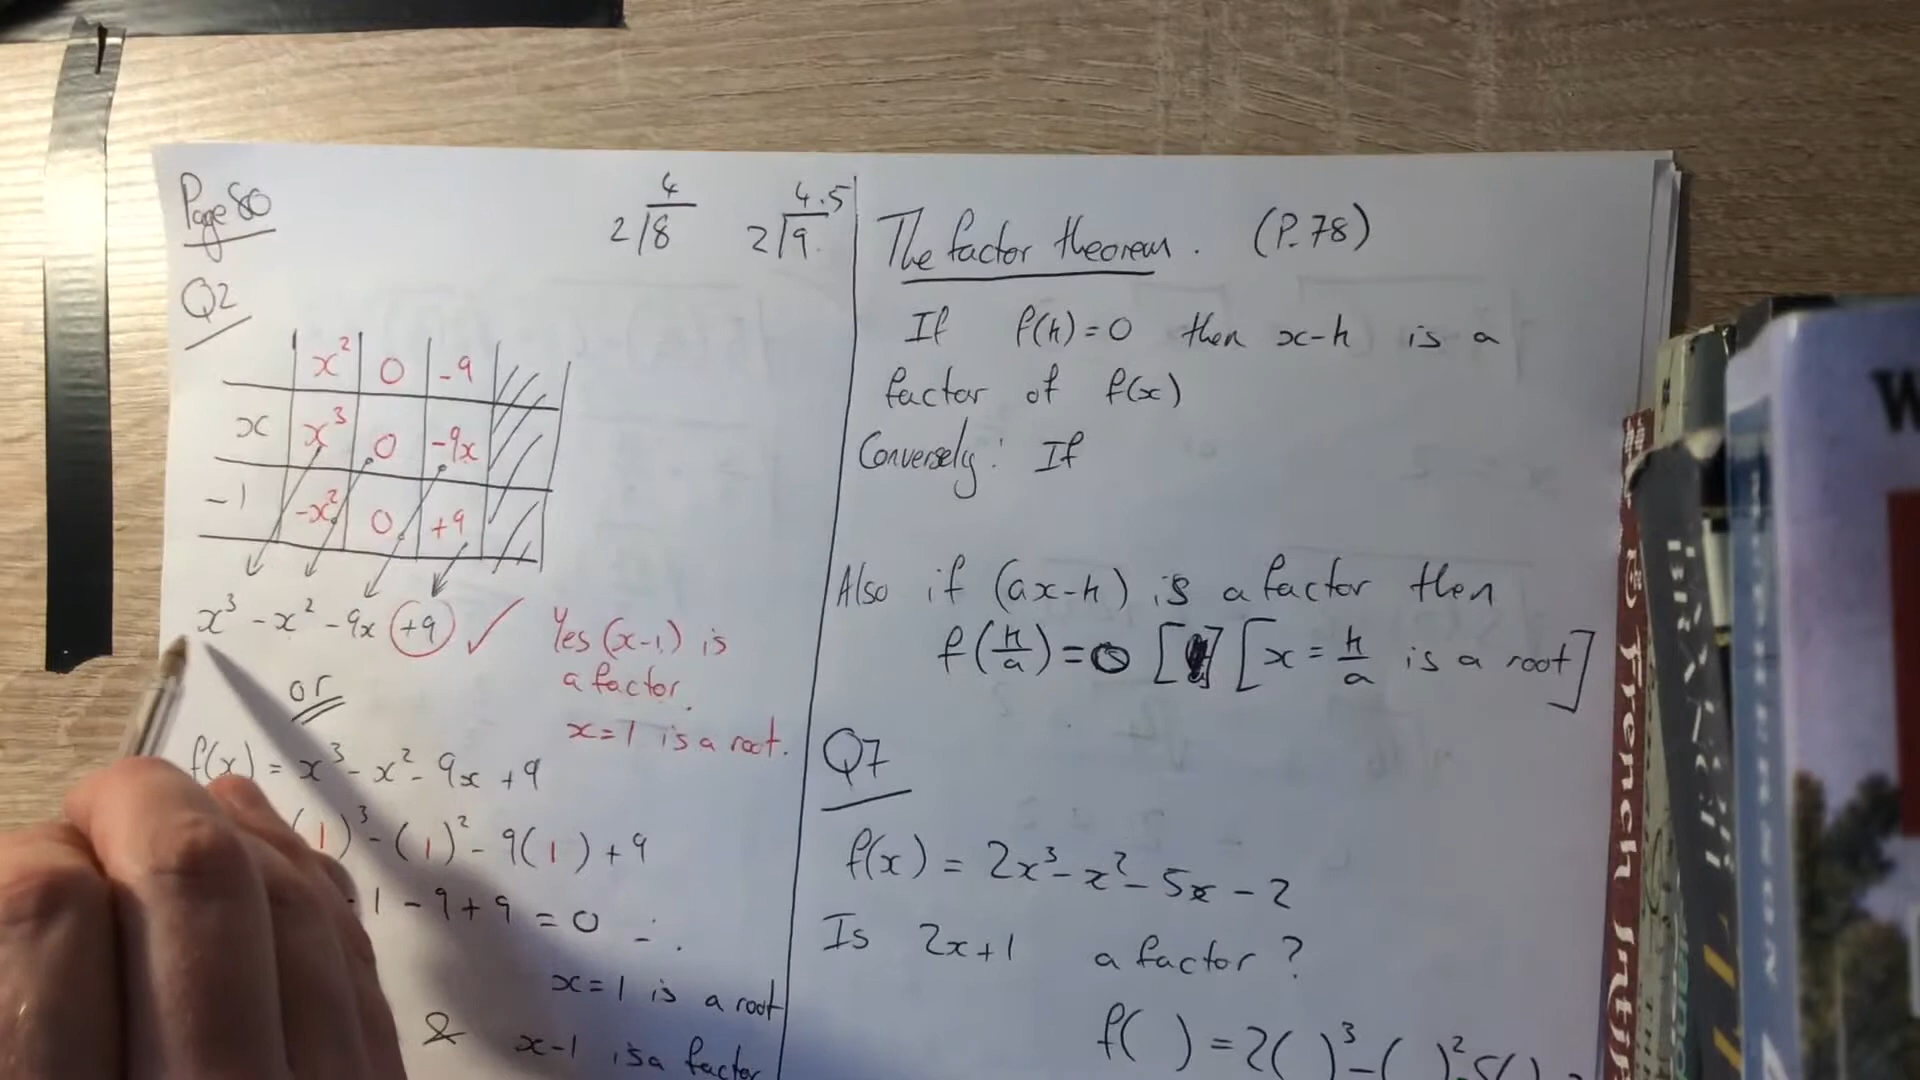 Page 80
Q2
x² 0 -9
x x³ 0 -9x
-1 -x² 0 +9
x³ - x² - 9x +9 ✓
Yes (x-1) is
a factor.
x=1 is a root.
or
f(x) = x³ - x² - 9x + 9
(1)³ - (1)² - 9(1) + 9
- 1 - 9 + 9 = 0 ∴
x=1 is a root
& x-1 is a factor
4
2/8
4.5
2/9.
The factor theorem. (P.78)
If f(h)=0 then x-h is a
factor of f(x)
Conversely: If
Also if (ax-h) is a factor then
f(h/a)=0 [x = h/a is a root]
Q7
f(x) = 2x³ - x² - 5x - 2
Is 2x+1 a factor?
f( ) = 2( )³ - ( )² - 5( )
French
W